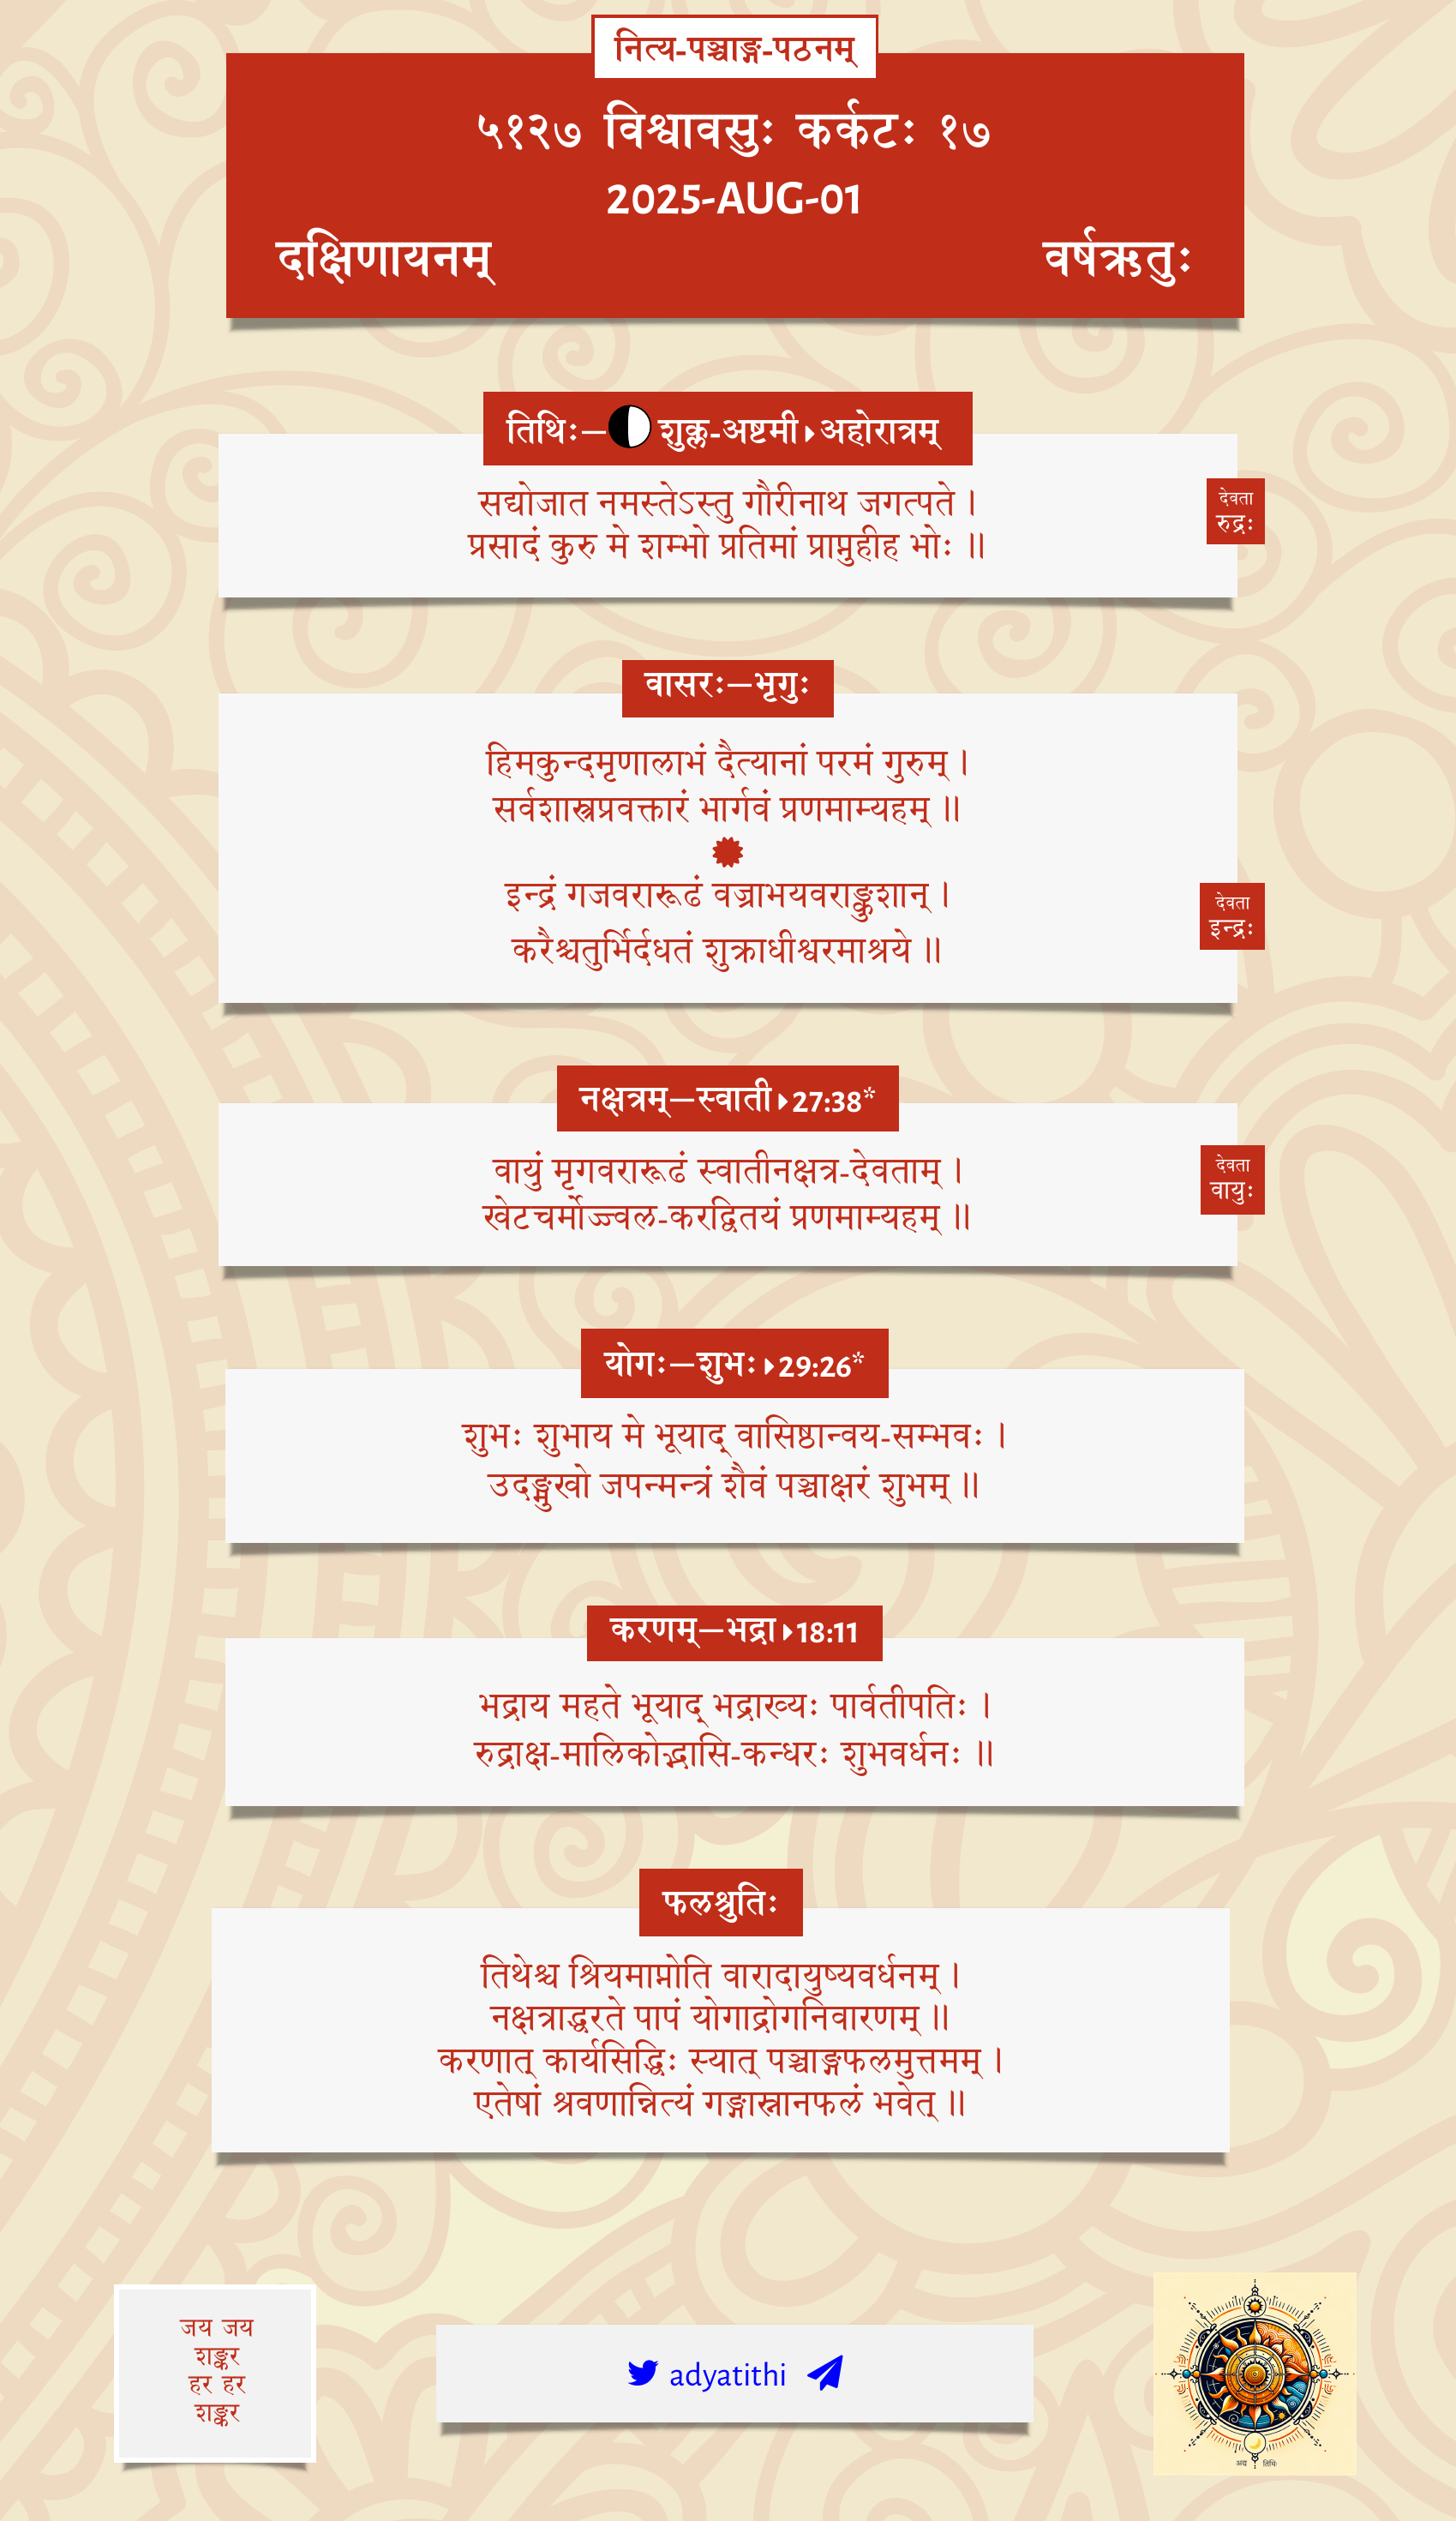 नित्य-पञ्चाङ्ग-पठनम्
५१२७ विश्वावसुः कर्कटः १७
2025-AUG-01
दक्षिणायनम्
वर्षऋतुः
तिथिः—शुक्ल-अष्टमी▸अहोरात्रम्
सद्योजात नमस्तेऽस्तु गौरीनाथ जगत्पते ।
प्रसादं कुरु मे शम्भो प्रतिमां प्राप्नुहीह भोः ॥
देवता
रुद्रः
वासरः—भृगुः
हिमकुन्दमृणालाभं दैत्यानां परमं गुरुम् ।
सर्वशास्त्रप्रवक्तारं भार्गवं प्रणमाम्यहम् ॥
इन्द्रं गजवरारूढं वज्राभयवराङ्कुशान् ।
करैश्चतुर्भिर्दधतं शुक्राधीश्वरमाश्रये ॥
देवता
इन्द्रः
नक्षत्रम्—स्वाती▸27:38*
वायुं मृगवरारूढं स्वातीनक्षत्र-देवताम् ।
खेटचर्मोज्ज्वल-करद्वितयं प्रणमाम्यहम् ॥
देवता
वायुः
योगः—शुभः▸29:26*
शुभः शुभाय मे भूयाद् वासिष्ठान्वय-सम्भवः ।
उदङ्मुखो जपन्मन्त्रं शैवं पञ्चाक्षरं शुभम् ॥
करणम्—भद्रा▸18:11
भद्राय महते भूयाद् भद्राख्यः पार्वतीपतिः ।
रुद्राक्ष-मालिकोद्भासि-कन्धरः शुभवर्धनः ॥
फलश्रुतिः
तिथेश्च श्रियमाप्नोति वारादायुष्यवर्धनम् ।
नक्षत्राद्धरते पापं योगाद्रोगनिवारणम् ॥
करणात् कार्यसिद्धिः स्यात् पञ्चाङ्गफलमुत्तमम् ।
एतेषां श्रवणान्नित्यं गङ्गास्नानफलं भवेत् ॥
जय जय
शङ्कर
हर हर
शङ्कर
adyatithi
अद्य तिथिः